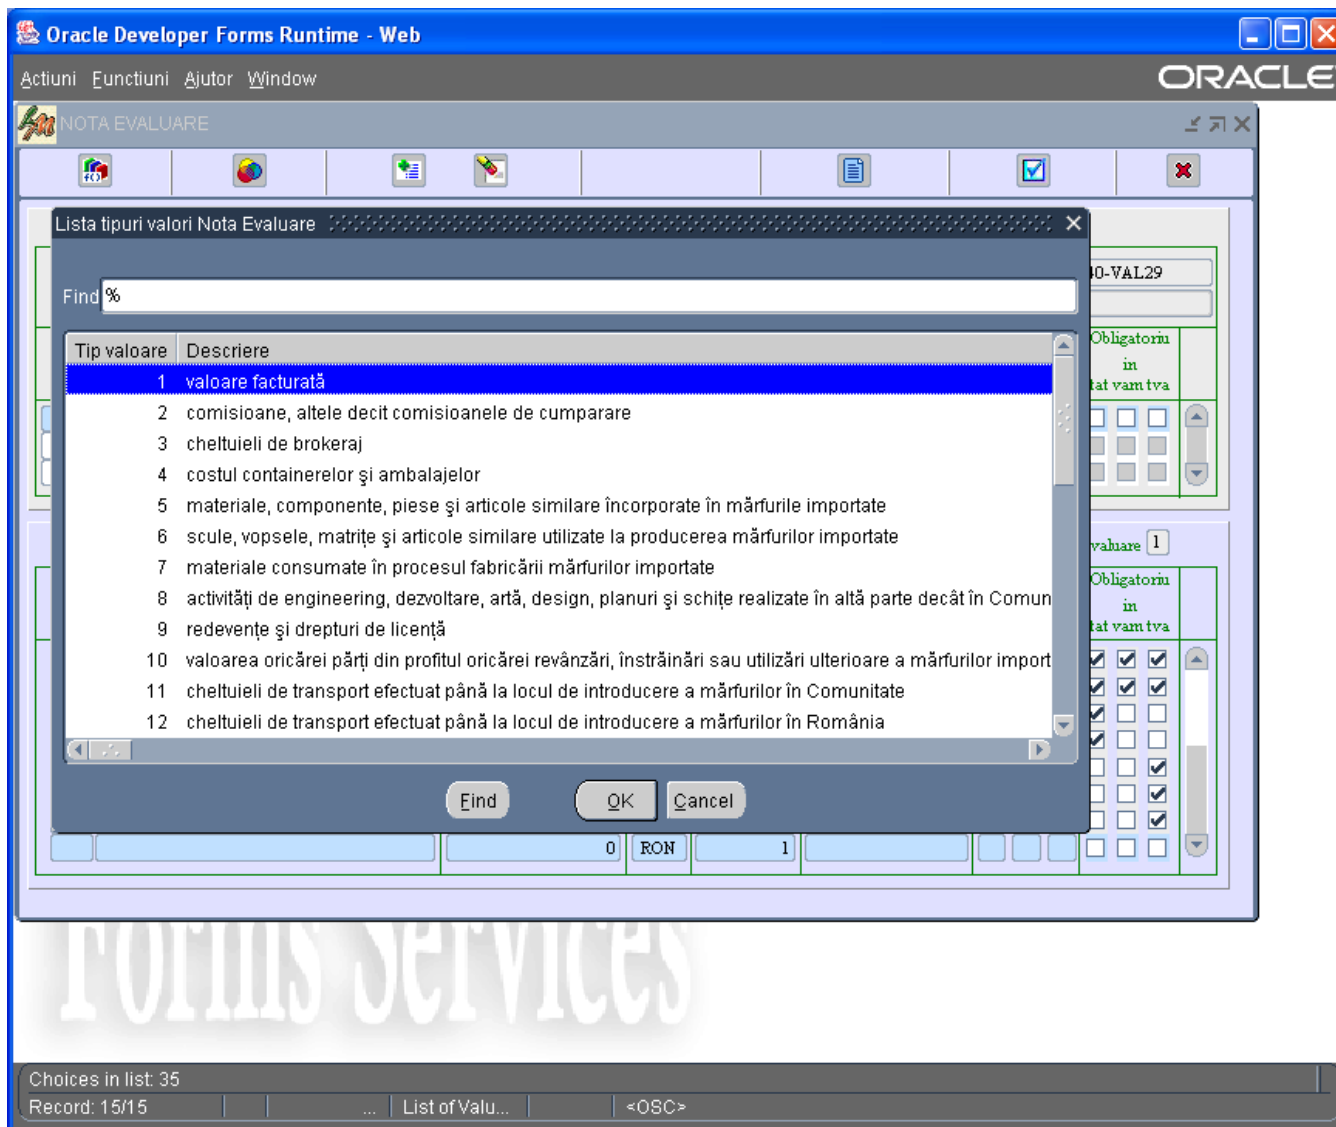 Oracle Developer Forms Runtime - Web
Actiuni Functiuni Ajutor Window
ORACLE
NOTA EVALUARE
Lista tipuri valori Nota Evaluare
Find %
Tip valoare Descriere
1 valoare facturată
2 comisioane, altele decit comisioanele de cumparare
3 cheltuieli de brokeraj
4 costul containerelor şi ambalajelor
5 materiale, componente, piese şi articole similare încorporate în mărfurile importate
6 scule, vopsele, matriţe şi articole similare utilizate la producerea mărfurilor importate
7 materiale consumate în procesul fabricării mărfurilor importate
8 activităţi de engineering, dezvoltare, artă, design, planuri şi schiţe realizate în altă parte decât în Comun
9 redevenţe şi drepturi de licenţă
10 valoarea oricărei părţi din profitul oricărei revânzări, înstrăinări sau utilizări ulterioare a mărfurilor import
11 cheltuieli de transport efectuat până la locul de introducere a mărfurilor în Comunitate
12 cheltuieli de transport efectuat până la locul de introducere a mărfurilor în România
Find OK Cancel
40-VAL29
Obligatoriu
in
tat vam tva
valuare 1
Obligatoriu
in
tat vam tva
0 RON 1
Forms Services
Choices in list: 35
Record: 15/15 ... List of Valu... <OSC>